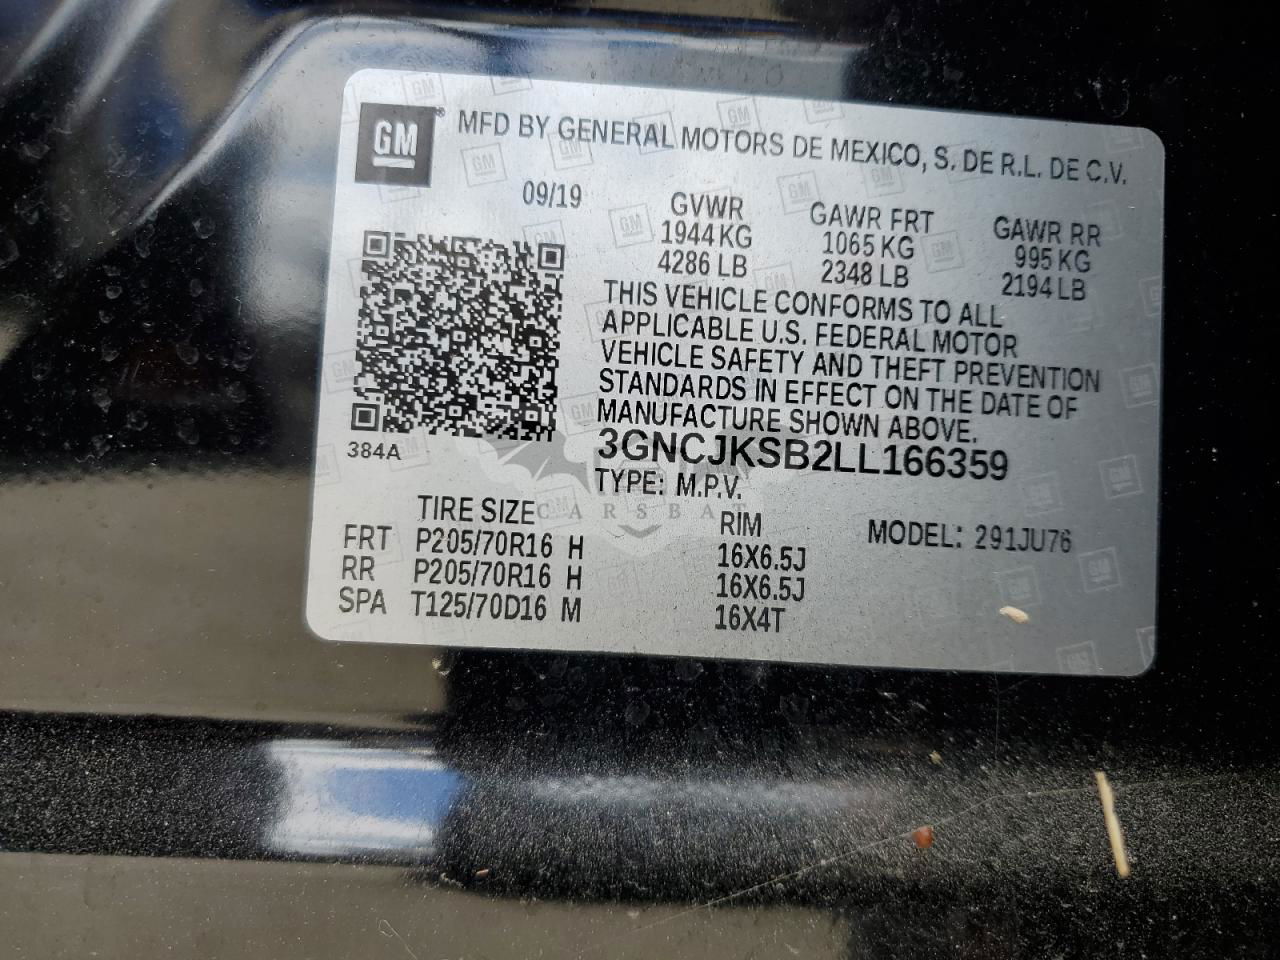 GM® MFD BY GENERAL MOTORS DE MEXICO, S. DE R.L. DE C.V.
09/19
GVWR GAWR FRT GAWR RR
1944 KG 1065 KG 995 KG
4286 LB 2348 LB 2194 LB
THIS VEHICLE CONFORMS TO ALL
APPLICABLE U.S. FEDERAL MOTOR
VEHICLE SAFETY AND THEFT PREVENTION
STANDARDS IN EFFECT ON THE DATE OF
MANUFACTURE SHOWN ABOVE.
384A
3GNCJKSB2LL166359
TYPE: M.P.V.
CARSBAT
TIRE SIZE RIM MODEL: 291JU76
FRT P205/70R16 H 16X6.5J
RR P205/70R16 H 16X6.5J
SPA T125/70D16 M 16X4T